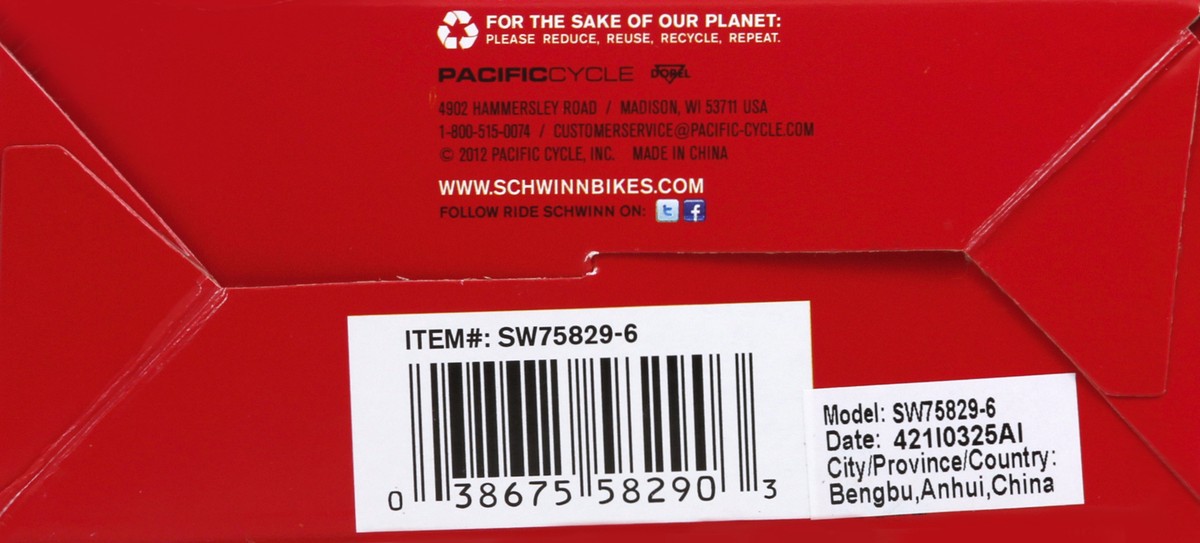 FOR THE SAKE OF OUR PLANET:
PLEASE REDUCE, REUSE, RECYCLE, REPEAT.
PACIFICCYCLE DOREL
4902 HAMMERSLEY ROAD / MADISON, WI 53711 USA
1-800-515-0074 / CUSTOMERSERVICE@PACIFIC-CYCLE.COM
© 2012 PACIFIC CYCLE, INC. MADE IN CHINA
WWW.SCHWINNBIKES.COM
FOLLOW RIDE SCHWINN ON: t f
ITEM#: SW75829-6
0 38675 58290 3
Model: SW75829-6
Date: 42110325AI
City/Province/Country:
Bengbu,Anhui,China